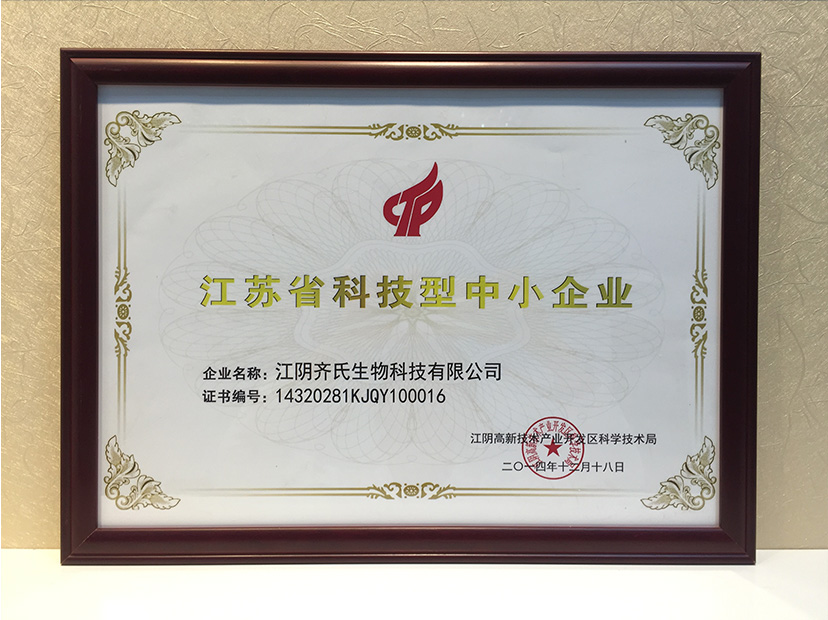 江苏省科技型中小企业
企业名称：江阴齐氏生物科技有限公司
证书编号：14320281KJQY100016
江阴高新技术产业开发区科学技术局
二〇一四年十二月十八日